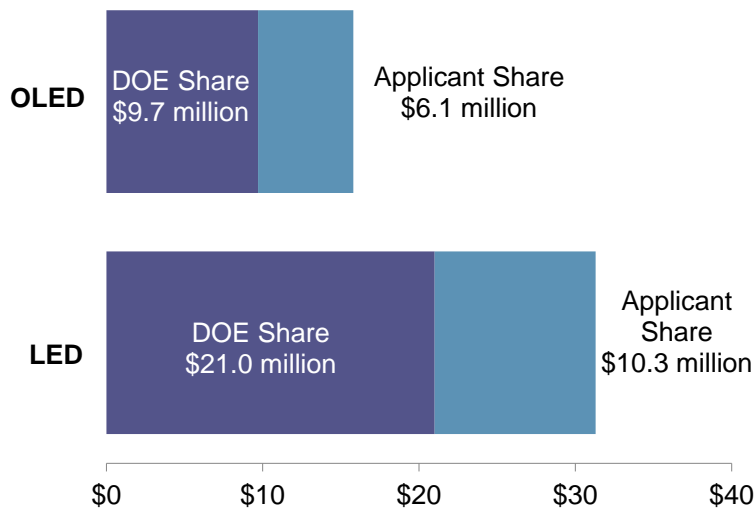 OLED
DOE Share
$9.7 million
Applicant Share
$6.1 million
LED
DOE Share
$21.0 million
Applicant
Share
$10.3 million
$0 $10 $20 $30 $40